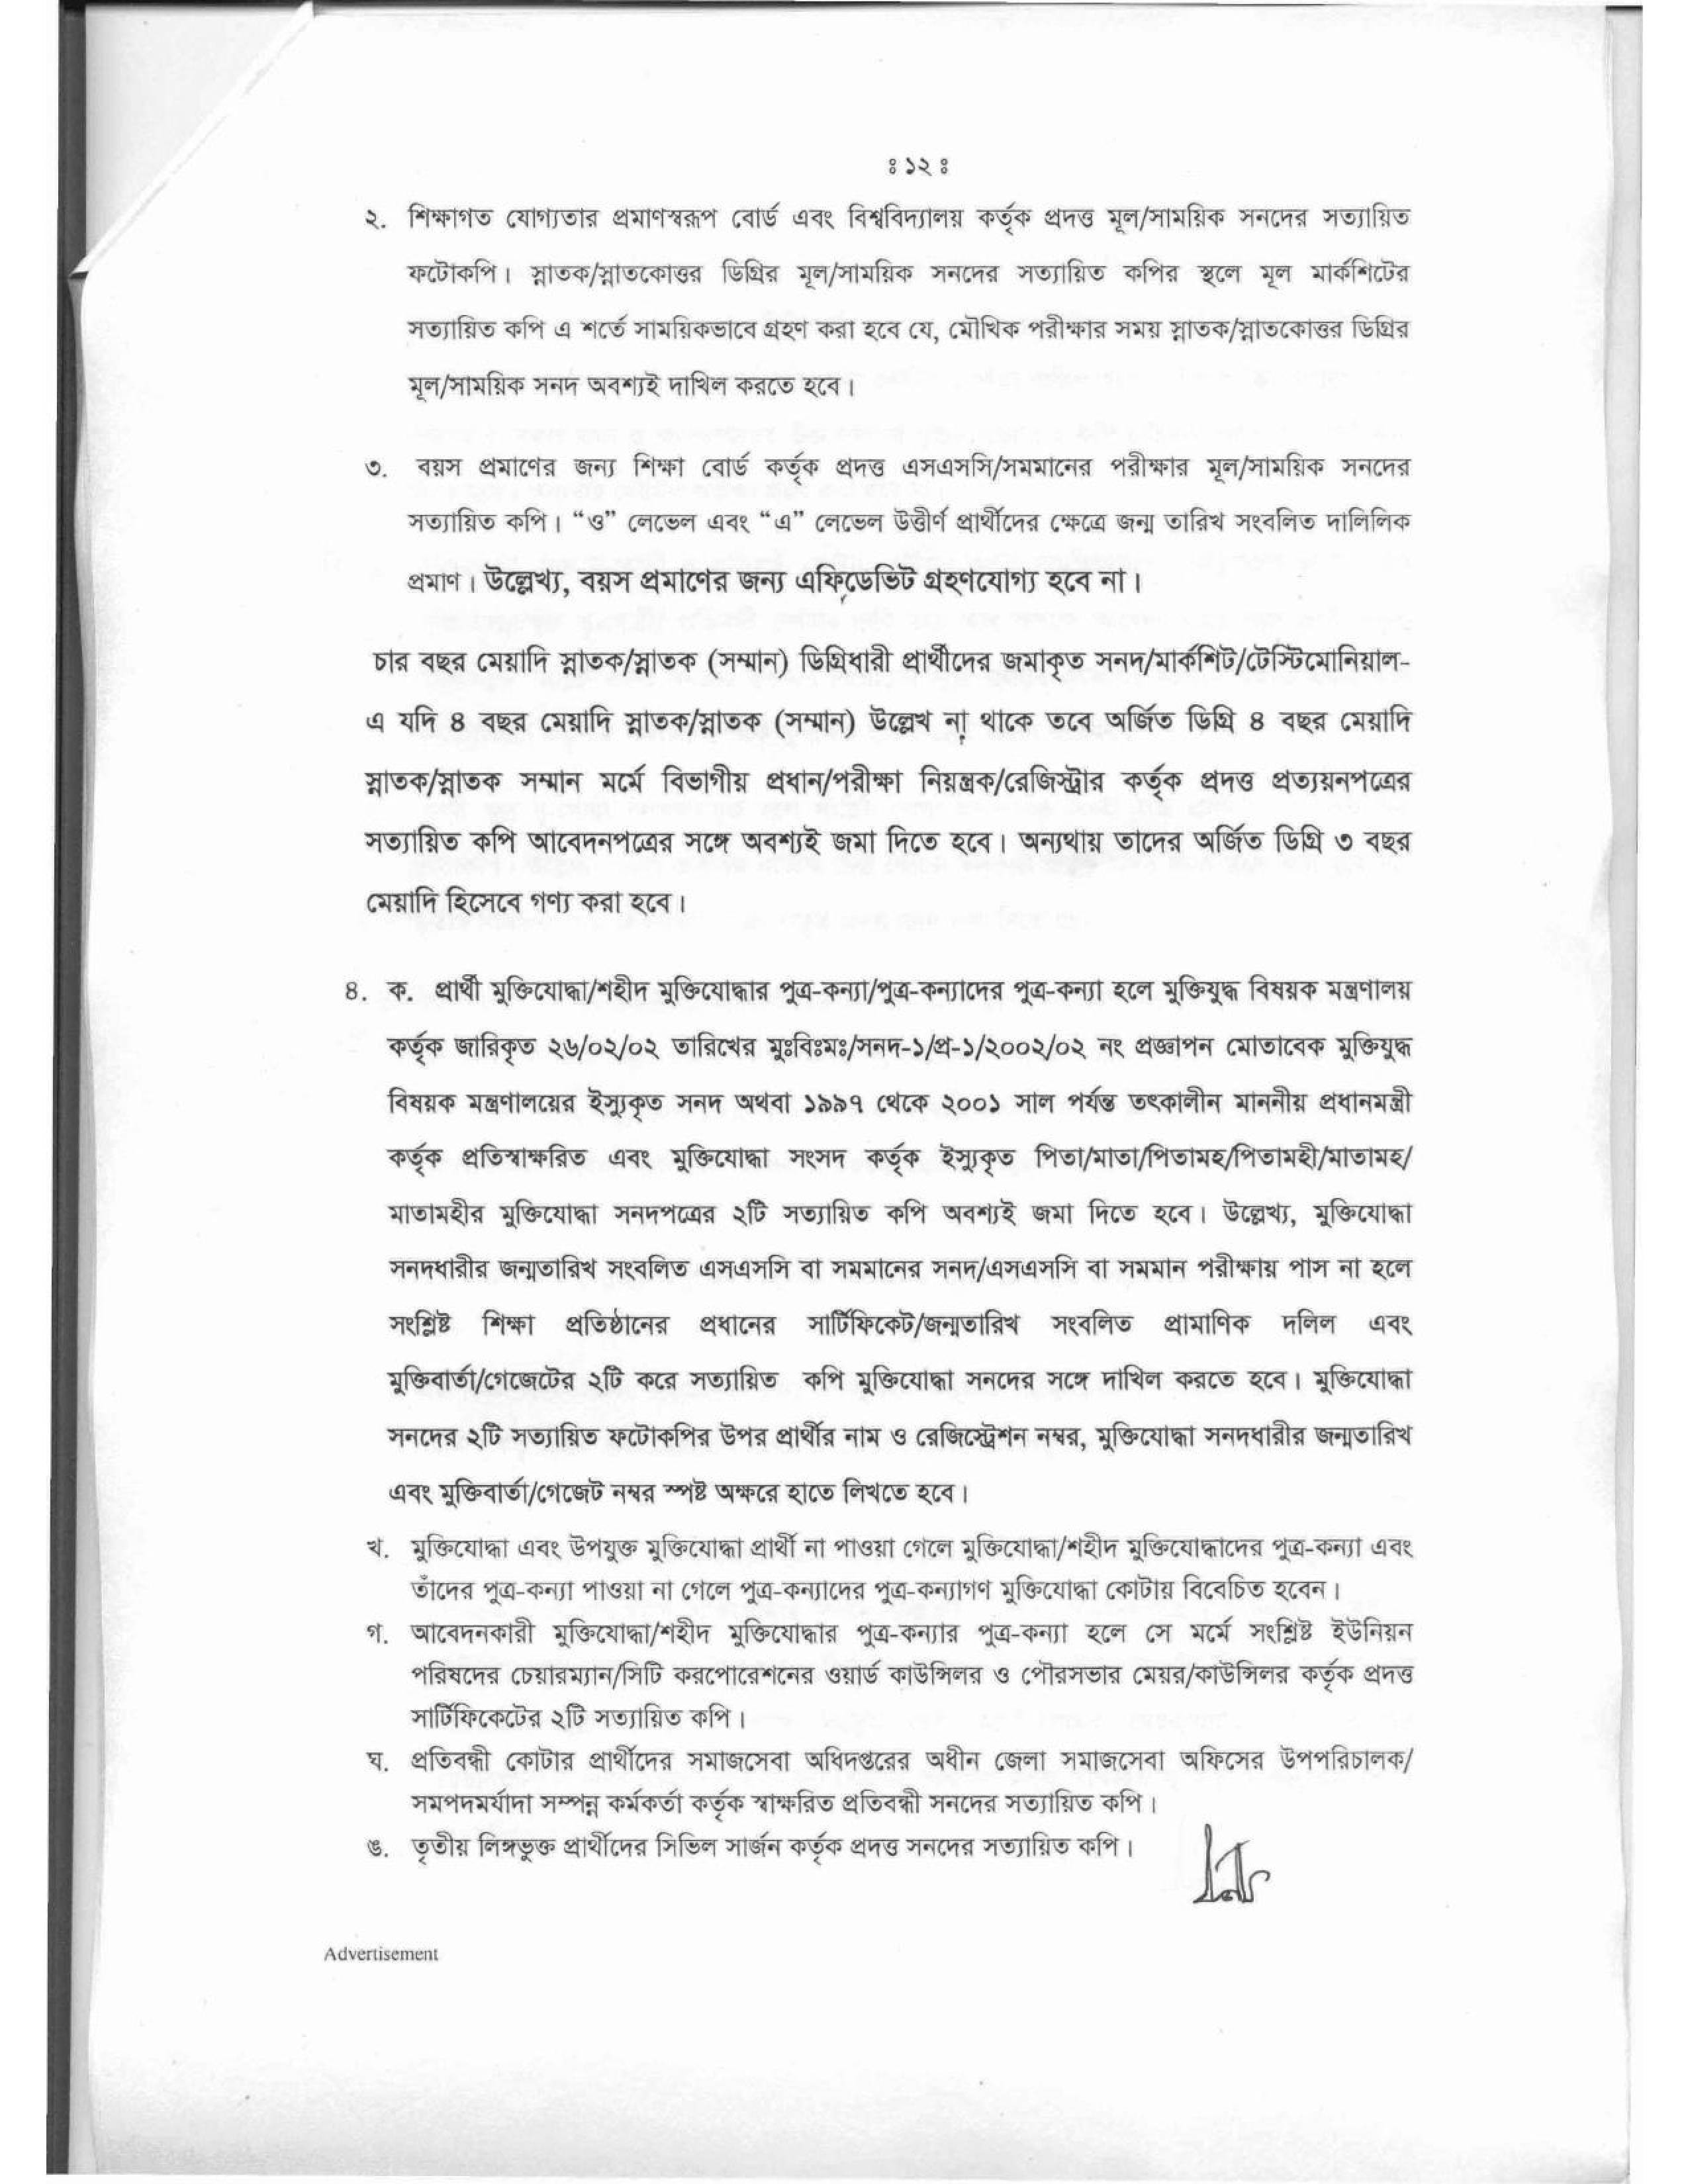 ঃ ১২ ঃ
২. শিক্ষাগত যোগ্যতার প্রমাণস্বরূপ বোর্ড এবং বিশ্ববিদ্যালয় কর্তৃক প্রদত্ত মূল/সাময়িক সনদের সত্যায়িত
ফটোকপি। স্নাতক/স্নাতকোত্তর ডিগ্রির মূল/সাময়িক সনদের সত্যায়িত কপির স্থলে মূল মার্কশিটের
সত্যায়িত কপি এ শর্তে সাময়িকভাবে গ্রহণ করা হবে যে, মৌখিক পরীক্ষার সময় স্নাতক/স্নাতকোত্তর ডিগ্রির
মূল/সাময়িক সনদ অবশ্যই দাখিল করতে হবে।
৩. বয়স প্রমাণের জন্য শিক্ষা বোর্ড কর্তৃক প্রদত্ত এসএসসি/সমমানের পরীক্ষার মূল/সাময়িক সনদের
সত্যায়িত কপি। “ও” লেভেল এবং “এ” লেভেল উত্তীর্ণ প্রার্থীদের ক্ষেত্রে জন্ম তারিখ সংবলিত দালিলিক
প্রমাণ। উল্লেখ্য, বয়স প্রমাণের জন্য এফিডেভিট গ্রহণযোগ্য হবে না।
চার বছর মেয়াদি স্নাতক/স্নাতক (সম্মান) ডিগ্রিধারী প্রার্থীদের জমাকৃত সনদ/মার্কশিট/টেস্টিমোনিয়াল-
এ যদি ৪ বছর মেয়াদি স্নাতক/স্নাতক (সম্মান) উল্লেখ না থাকে তবে অর্জিত ডিগ্রি ৪ বছর মেয়াদি
স্নাতক/স্নাতক সম্মান মর্মে বিভাগীয় প্রধান/পরীক্ষা নিয়ন্ত্রক/রেজিস্ট্রার কর্তৃক প্রদত্ত প্রত্যয়নপত্রের
সত্যায়িত কপি আবেদনপত্রের সঙ্গে অবশ্যই জমা দিতে হবে। অন্যথায় তাদের অর্জিত ডিগ্রি ৩ বছর
মেয়াদি হিসেবে গণ্য করা হবে।
৪. ক. প্রার্থী মুক্তিযোদ্ধা/শহীদ মুক্তিযোদ্ধার পুত্র-কন্যা/পুত্র-কন্যাদের পুত্র-কন্যা হলে মুক্তিযুদ্ধ বিষয়ক মন্ত্রণালয়
কর্তৃক জারিকৃত ২৬/০২/০২ তারিখের মুঃবিঃমঃ/সনদ-১/প্র-১/২০০২/০২ নং প্রজ্ঞাপন মোতাবেক মুক্তিযুদ্ধ
বিষয়ক মন্ত্রণালয়ের ইস্যুকৃত সনদ অথবা ১৯৯৭ থেকে ২০০১ সাল পর্যন্ত তৎকালীন মাননীয় প্রধানমন্ত্রী
কর্তৃক প্রতিস্বাক্ষরিত এবং মুক্তিযোদ্ধা সংসদ কর্তৃক ইস্যুকৃত পিতা/মাতা/পিতামহ/পিতামহী/মাতামহ/
মাতামহীর মুক্তিযোদ্ধা সনদপত্রের ২টি সত্যায়িত কপি অবশ্যই জমা দিতে হবে। উল্লেখ্য, মুক্তিযোদ্ধা
সনদধারীর জন্মতারিখ সংবলিত এসএসসি বা সমমানের সনদ/এসএসসি বা সমমান পরীক্ষায় পাস না হলে
সংশ্লিষ্ট শিক্ষা প্রতিষ্ঠানের প্রধানের সার্টিফিকেট/জন্মতারিখ সংবলিত প্রামাণিক দলিল এবং
মুক্তিবার্তা/গেজেটের ২টি করে সত্যায়িত কপি মুক্তিযোদ্ধা সনদের সঙ্গে দাখিল করতে হবে। মুক্তিযোদ্ধা
সনদের ২টি সত্যায়িত ফটোকপির উপর প্রার্থীর নাম ও রেজিস্ট্রেশন নম্বর, মুক্তিযোদ্ধা সনদধারীর জন্মতারিখ
এবং মুক্তিবার্তা/গেজেট নম্বর স্পষ্ট অক্ষরে হাতে লিখতে হবে।
খ. মুক্তিযোদ্ধা এবং উপযুক্ত মুক্তিযোদ্ধা প্রার্থী না পাওয়া গেলে মুক্তিযোদ্ধা/শহীদ মুক্তিযোদ্ধাদের পুত্র-কন্যা এবং
তাঁদের পুত্র-কন্যা পাওয়া না গেলে পুত্র-কন্যাদের পুত্র-কন্যাগণ মুক্তিযোদ্ধা কোটায় বিবেচিত হবেন।
গ. আবেদনকারী মুক্তিযোদ্ধা/শহীদ মুক্তিযোদ্ধার পুত্র-কন্যার পুত্র-কন্যা হলে সে মর্মে সংশ্লিষ্ট ইউনিয়ন
পরিষদের চেয়ারম্যান/সিটি করপোরেশনের ওয়ার্ড কাউন্সিলর ও পৌরসভার মেয়র/কাউন্সিলর কর্তৃক প্রদত্ত
সার্টিফিকেটের ২টি সত্যায়িত কপি।
ঘ. প্রতিবন্ধী কোটার প্রার্থীদের সমাজসেবা অধিদপ্তরের অধীন জেলা সমাজসেবা অফিসের উপপরিচালক/
সমপদমর্যাদা সম্পন্ন কর্মকর্তা কর্তৃক স্বাক্ষরিত প্রতিবন্ধী সনদের সত্যায়িত কপি।
ঙ. তৃতীয় লিঙ্গভুক্ত প্রার্থীদের সিভিল সার্জন কর্তৃক প্রদত্ত সনদের সত্যায়িত কপি।
Advertisement